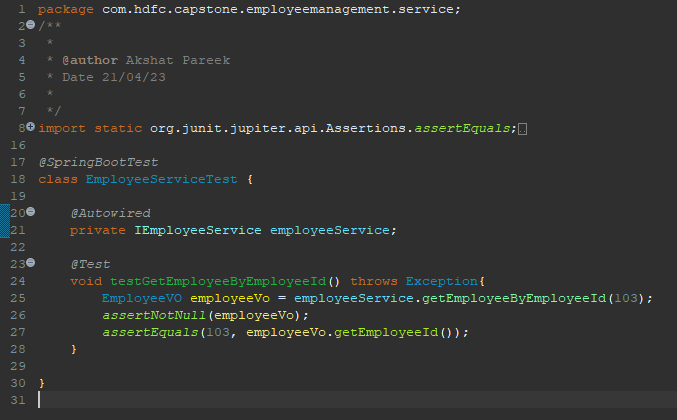 1 package com.hdfc.capstone.employeemanagement.service;
2 /**
3 *
4 * @author Akshat Pareek
5 * Date 21/04/23
6 *
7 */
8 import static org.junit.jupiter.api.Assertions.assertEquals;
16
17 @SpringBootTest
18 class EmployeeServiceTest {
19
20 @Autowired
21 private IEmployeeService employeeService;
22
23 @Test
24 void testGetEmployeeByEmployeeId() throws Exception{
25 EmployeeVO employeeVo = employeeService.getEmployeeByEmployeeId(103);
26 assertNotNull(employeeVo);
27 assertEquals(103, employeeVo.getEmployeeId());
28 }
29
30 }
31